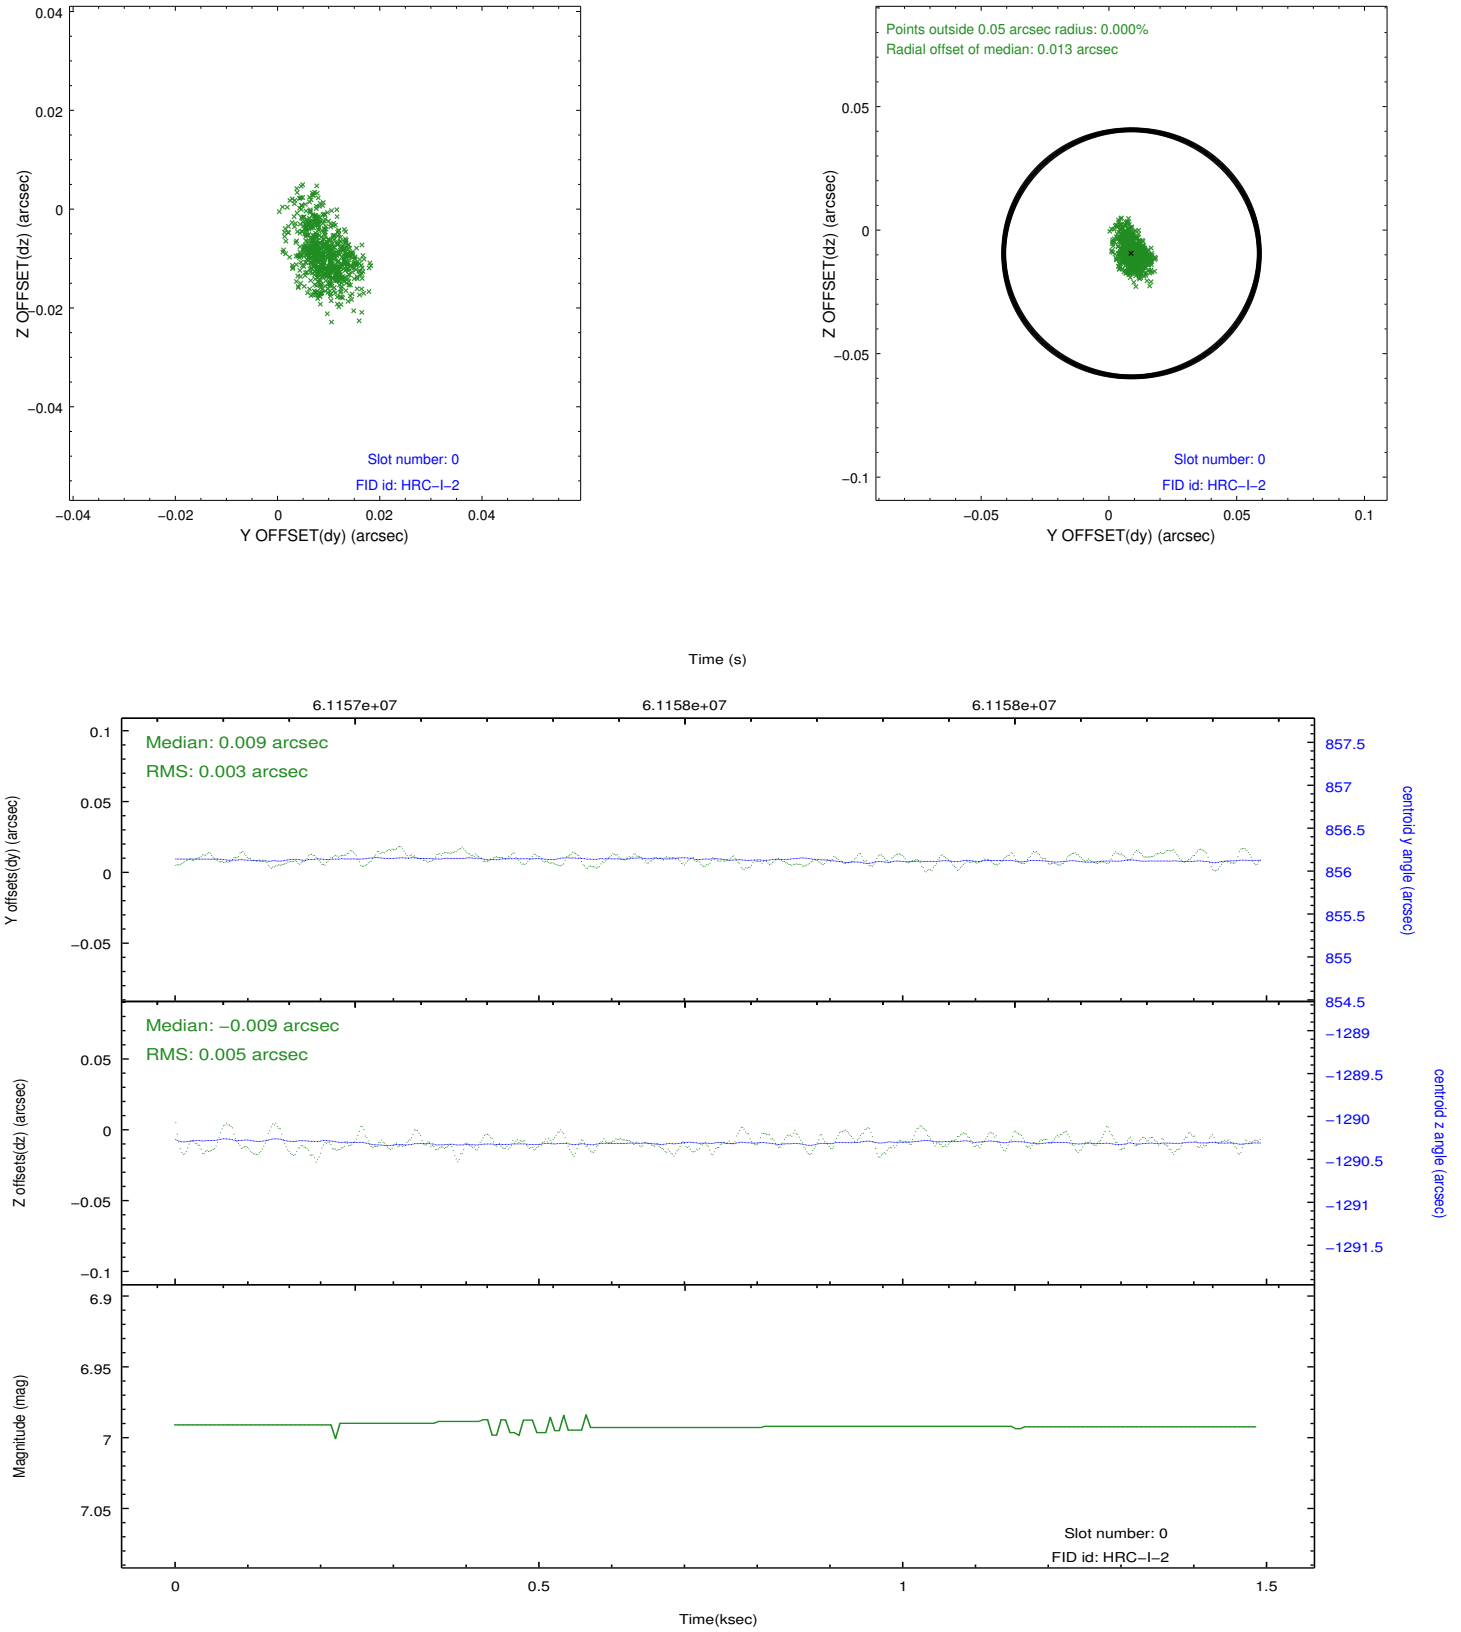 0.04
0.02
0
−0.02
−0.04
Z OFFSET(dz) (arcsec)
Slot number: 0
FID id: HRC−I−2
−0.04
−0.02
0
0.02
0.04
Y OFFSET(dy) (arcsec)
Points outside 0.05 arcsec radius: 0.000%
Radial offset of median: 0.013 arcsec
0.05
0
−0.05
−0.1
Z OFFSET(dz) (arcsec)
Slot number: 0
FID id: HRC−I−2
−0.05
0
0.05
0.1
Y OFFSET(dy) (arcsec)
Time (s)
6.1157e+07
6.1158e+07
6.1158e+07
Median: 0.009 arcsec
RMS: 0.003 arcsec
0.1
0.05
0
−0.05
Y offsets(dy) (arcsec)
857.5
857
856.5
856
855.5
855
854.5
centroid y angle (arcsec)
Median: −0.009 arcsec
RMS: 0.005 arcsec
0.05
0
−0.05
−0.1
Z offsets(dz) (arcsec)
−1289
−1289.5
−1290
−1290.5
−1291
−1291.5
centroid z angle (arcsec)
6.9
6.95
7
7.05
Magnitude (mag)
Slot number: 0
FID id: HRC−I−2
0
0.5
1
1.5
Time(ksec)